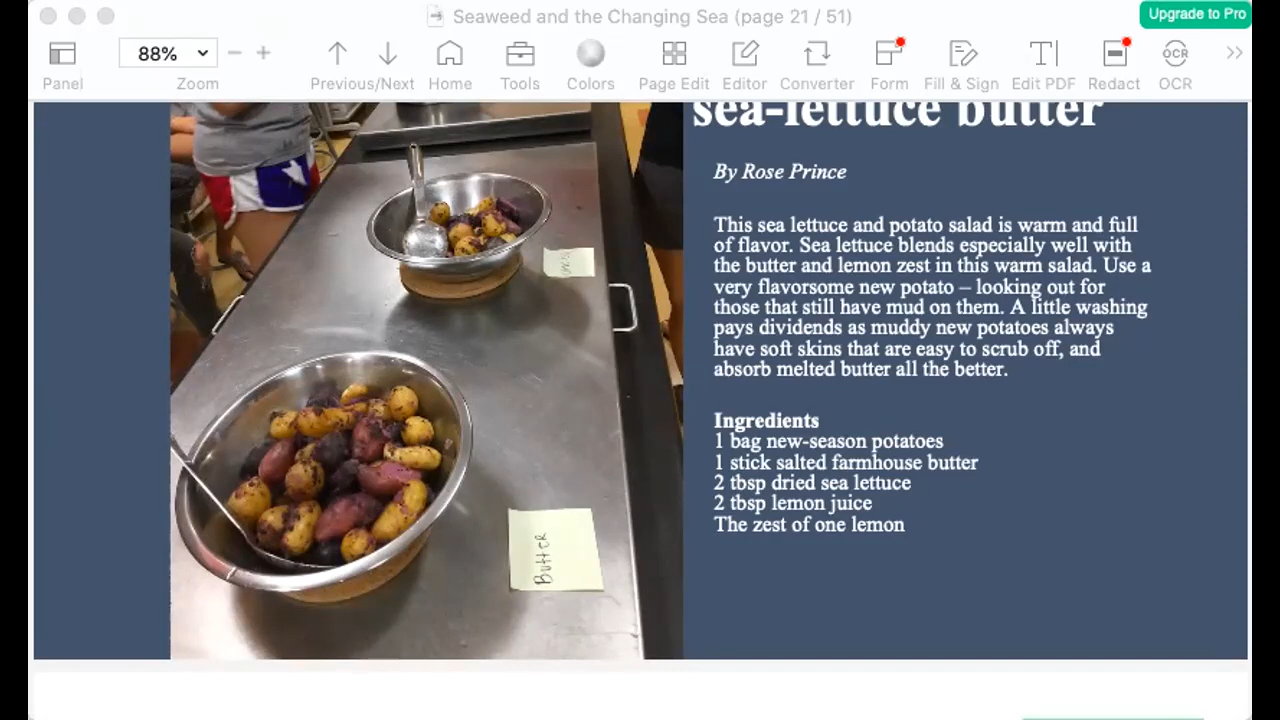 Seaweed and the Changing Sea (page 21 / 51)
Upgrade to Pro
88%
Panel
Zoom
Previous/Next
Home
Tools
Colors
Page Edit
Editor
Converter
Form
Fill & Sign
Edit PDF
Redact
OCR
OCR
sea-lettuce butter
By Rose Prince
This sea lettuce and potato salad is warm and full
of flavor. Sea lettuce blends especially well with
the butter and lemon zest in this warm salad. Use a
very flavorsome new potato – looking out for
those that still have mud on them. A little washing
pays dividends as muddy new potatoes always
have soft skins that are easy to scrub off, and
absorb melted butter all the better.
Ingredients
1 bag new-season potatoes
1 stick salted farmhouse butter
2 tbsp dried sea lettuce
2 tbsp lemon juice
The zest of one lemon
Butter